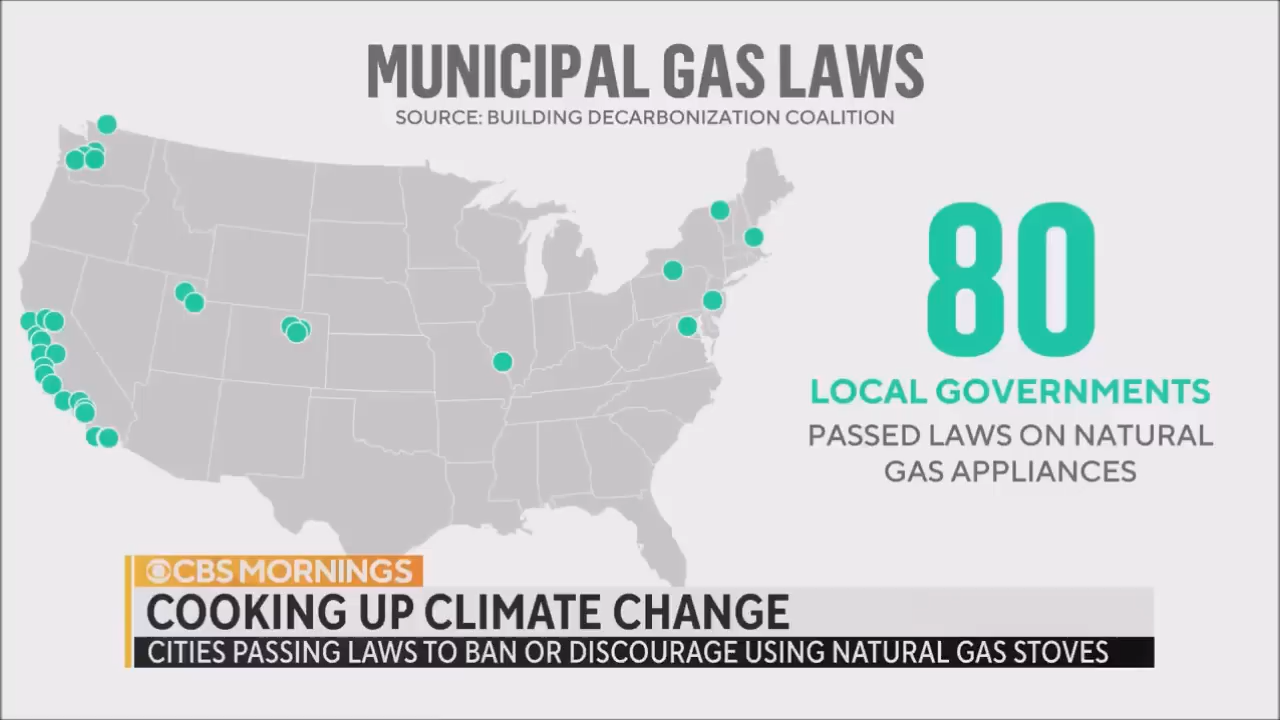 MUNICIPAL GAS LAWS
SOURCE: BUILDING DECARBONIZATION COALITION
80
LOCAL GOVERNMENTS
PASSED LAWS ON NATURAL
GAS APPLIANCES
CBS MORNINGS
COOKING UP CLIMATE CHANGE
CITIES PASSING LAWS TO BAN OR DISCOURAGE USING NATURAL GAS STOVES